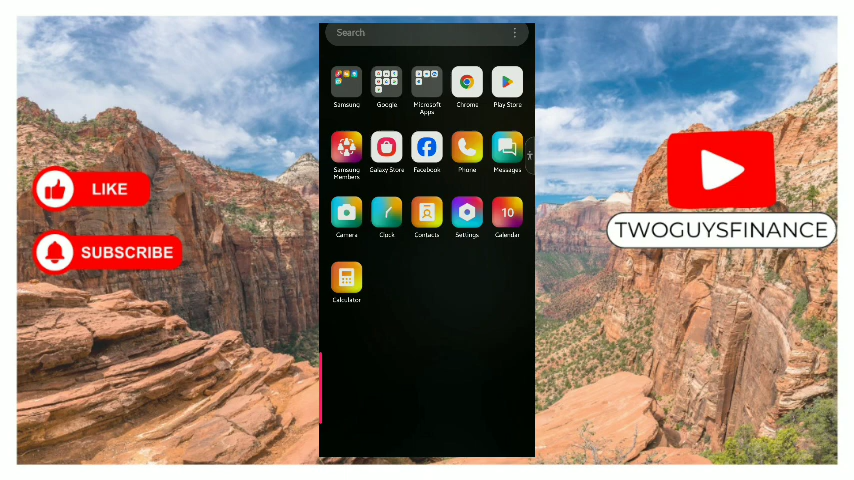 Search
Samsung
Google
Microsoft
Apps
Chrome
Play Store
Samsung
Members
Galaxy Store
Facebook
Phone
Messages
Camera
Clock
Contacts
Settings
10
Calendar
Calculator
LIKE
SUBSCRIBE
TWOGUYSFINANCE